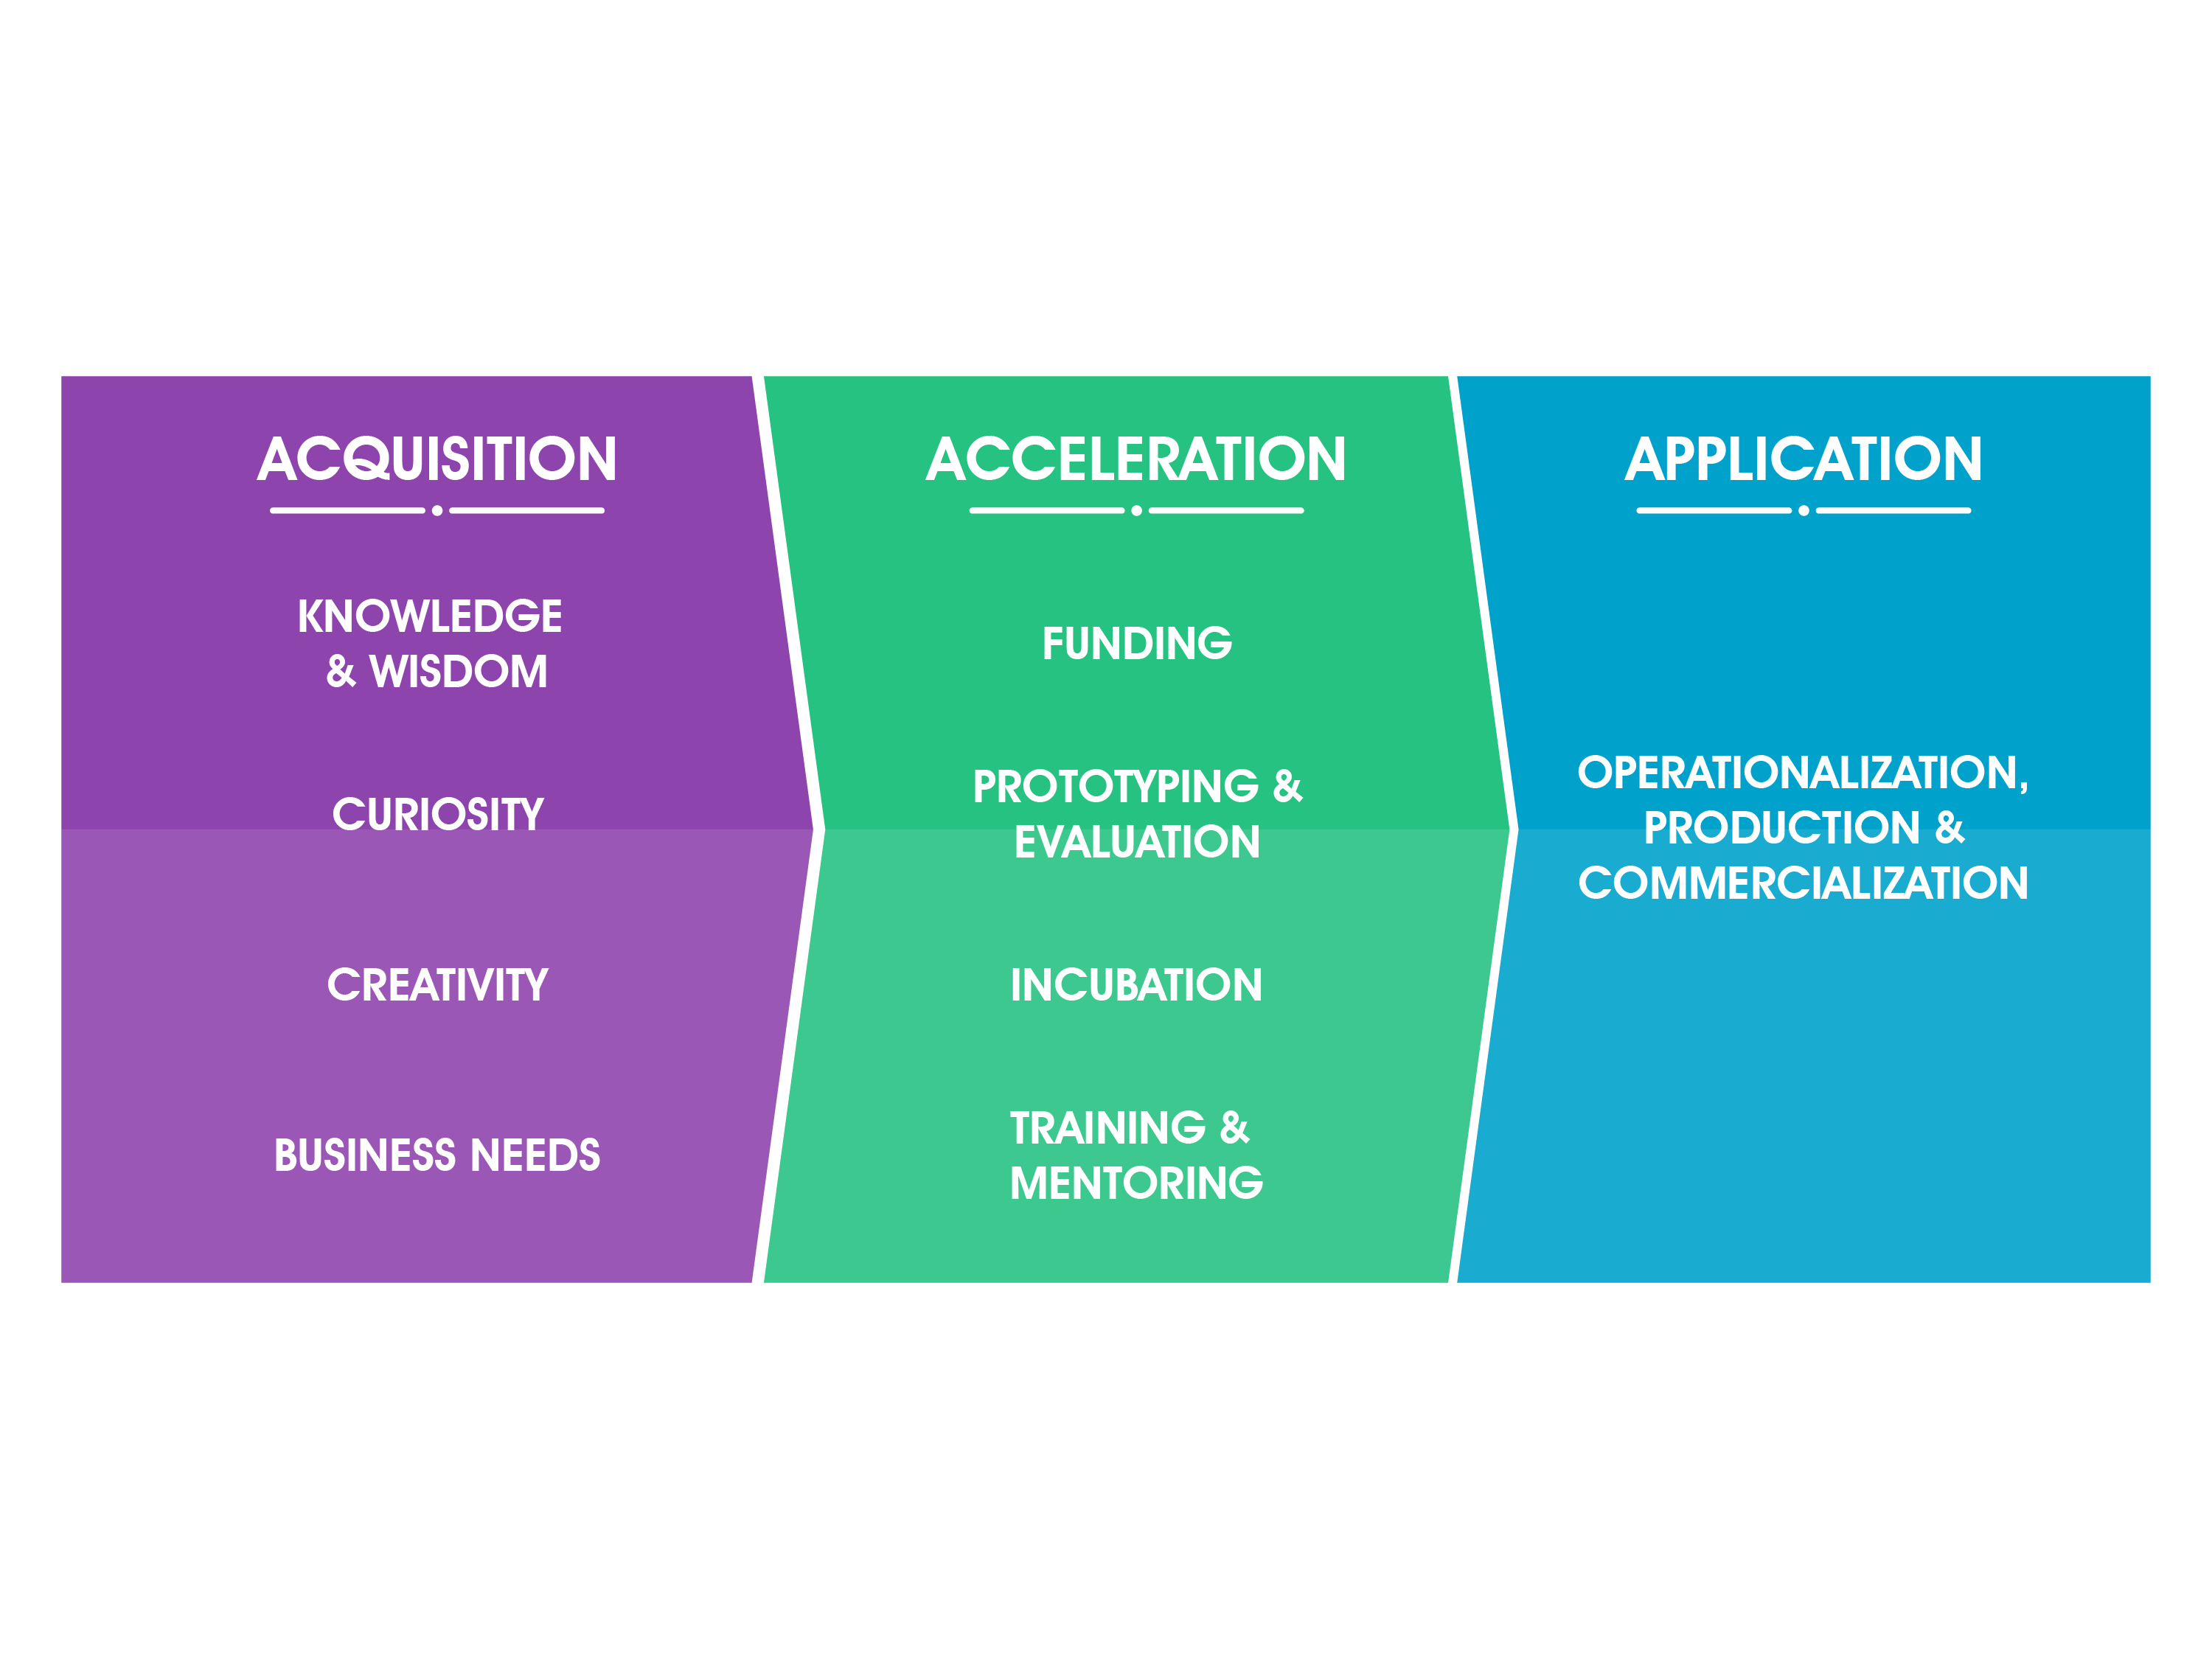 ACQUISITION
KNOWLEDGE
& WISDOM
CURIOSITY
CREATIVITY
BUSINESS NEEDS
ACCELERATION
FUNDING
PROTOTYPING &
EVALUATION
INCUBATION
TRAINING &
MENTORING
APPLICATION
OPERATIONALIZATION,
PRODUCTION &
COMMERCIALIZATION